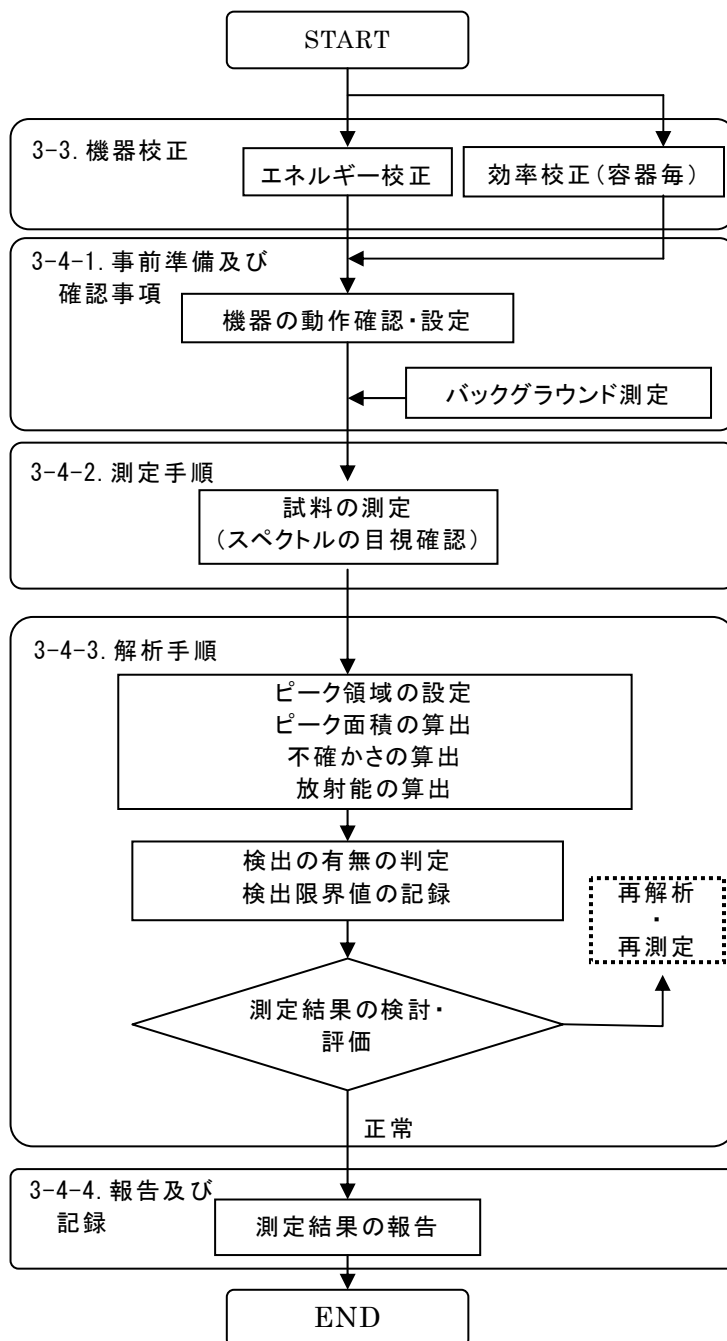 START
3-3. 機器校正
エネルギー校正
効率校正(容器毎)
3-4-1. 事前準備及び
確認事項
機器の動作確認・設定
バックグラウンド測定
3-4-2. 測定手順
試料の測定
(スペクトルの目視確認)
3-4-3. 解析手順
ピーク領域の設定
ピーク面積の算出
不確かさの算出
放射能の算出
検出の有無の判定
検出限界値の記録
再解析
・
再測定
測定結果の検討・
評価
正常
3-4-4. 報告及び
記録
測定結果の報告
END